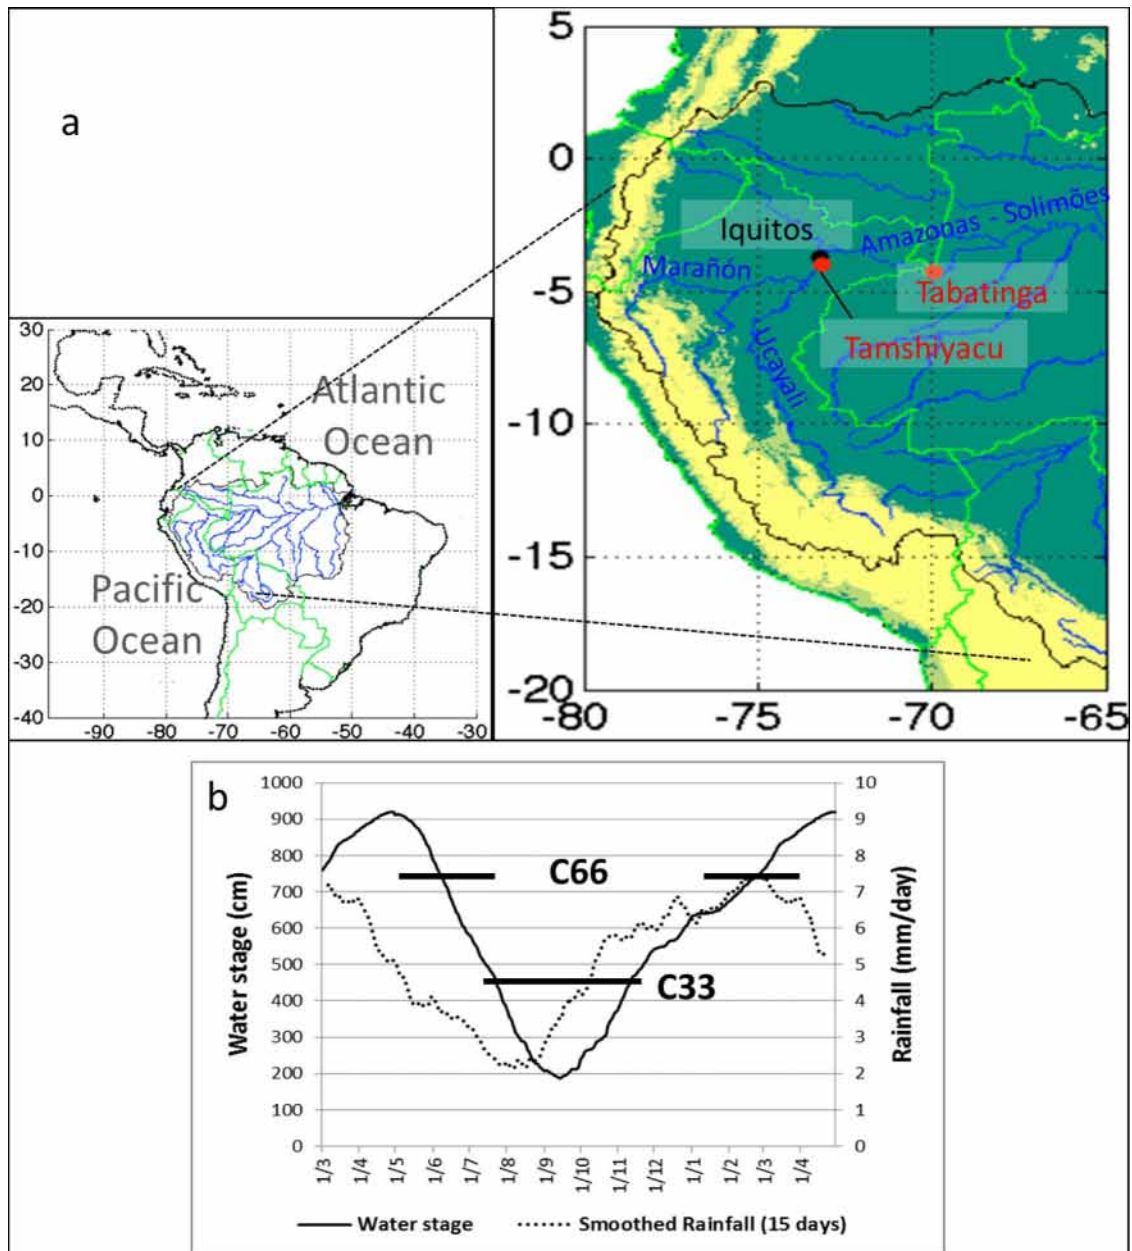 a
5
0
-5
-10
-15
-20
-80
-75
-70
-65
Iquitos
Amazonas - Solimões
Marañón
Tabatinga
Tamshiyacu
Ucayali
30
20
10
0
-10
-20
-30
-40
-90 -80 -70 -60 -50 -40 -30
Atlantic
Ocean
Pacific
Ocean
b
1000
900
800
700
600
500
400
300
200
100
0
Water stage (cm)
10
9
8
7
6
5
4
3
2
1
0
Rainfall (mm/day)
C66
C33
1/3 1/4 1/5 1/6 1/7 1/8 1/9 1/10 1/11 1/12 1/1 1/2 1/3 1/4
Water stage Smoothed Rainfall (15 days)